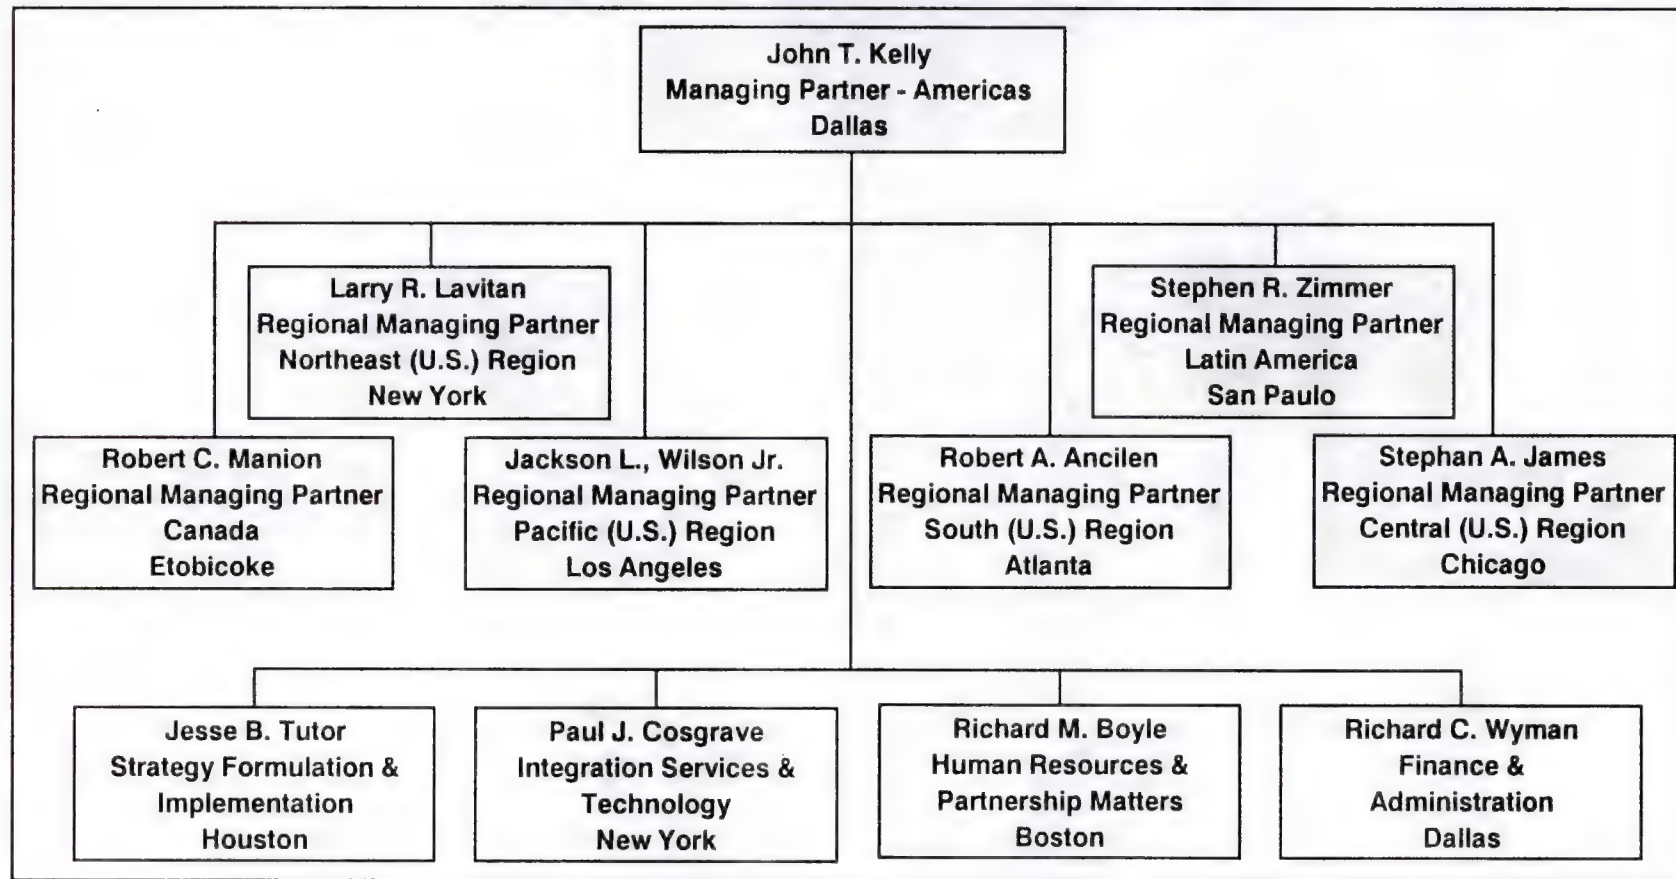 John T. Kelly
Managing Partner - Americas
Dallas
Larry R. Lavitan
Regional Managing Partner
Northeast (U.S.) Region
New York
Stephen R. Zimmer
Regional Managing Partner
Latin America
San Paulo
Robert C. Manion
Regional Managing Partner
Canada
Etobicoke
Jackson L., Wilson Jr.
Regional Managing Partner
Pacific (U.S.) Region
Los Angeles
Robert A. Ancilen
Regional Managing Partner
South (U.S.) Region
Atlanta
Stephan A. James
Regional Managing Partner
Central (U.S.) Region
Chicago
Jesse B. Tutor
Strategy Formulation &
Implementation
Houston
Paul J. Cosgrave
Integration Services &
Technology
New York
Richard M. Boyle
Human Resources &
Partnership Matters
Boston
Richard C. Wyman
Finance &
Administration
Dallas